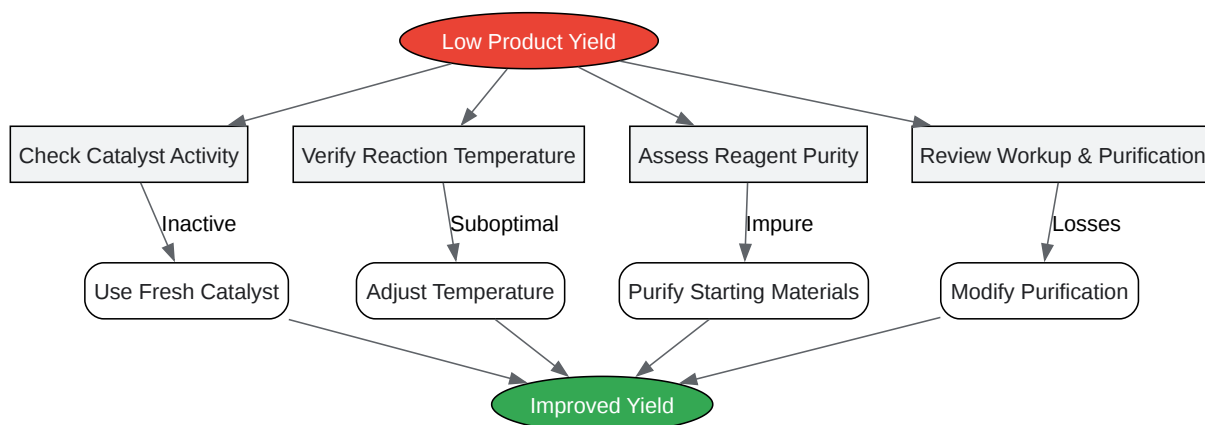 Low Product Yield
Check Catalyst Activity
Verify Reaction Temperature
Assess Reagent Purity
Review Workup & Purification
Inactive
Suboptimal
Impure
Losses
Use Fresh Catalyst
Adjust Temperature
Purify Starting Materials
Modify Purification
Improved Yield